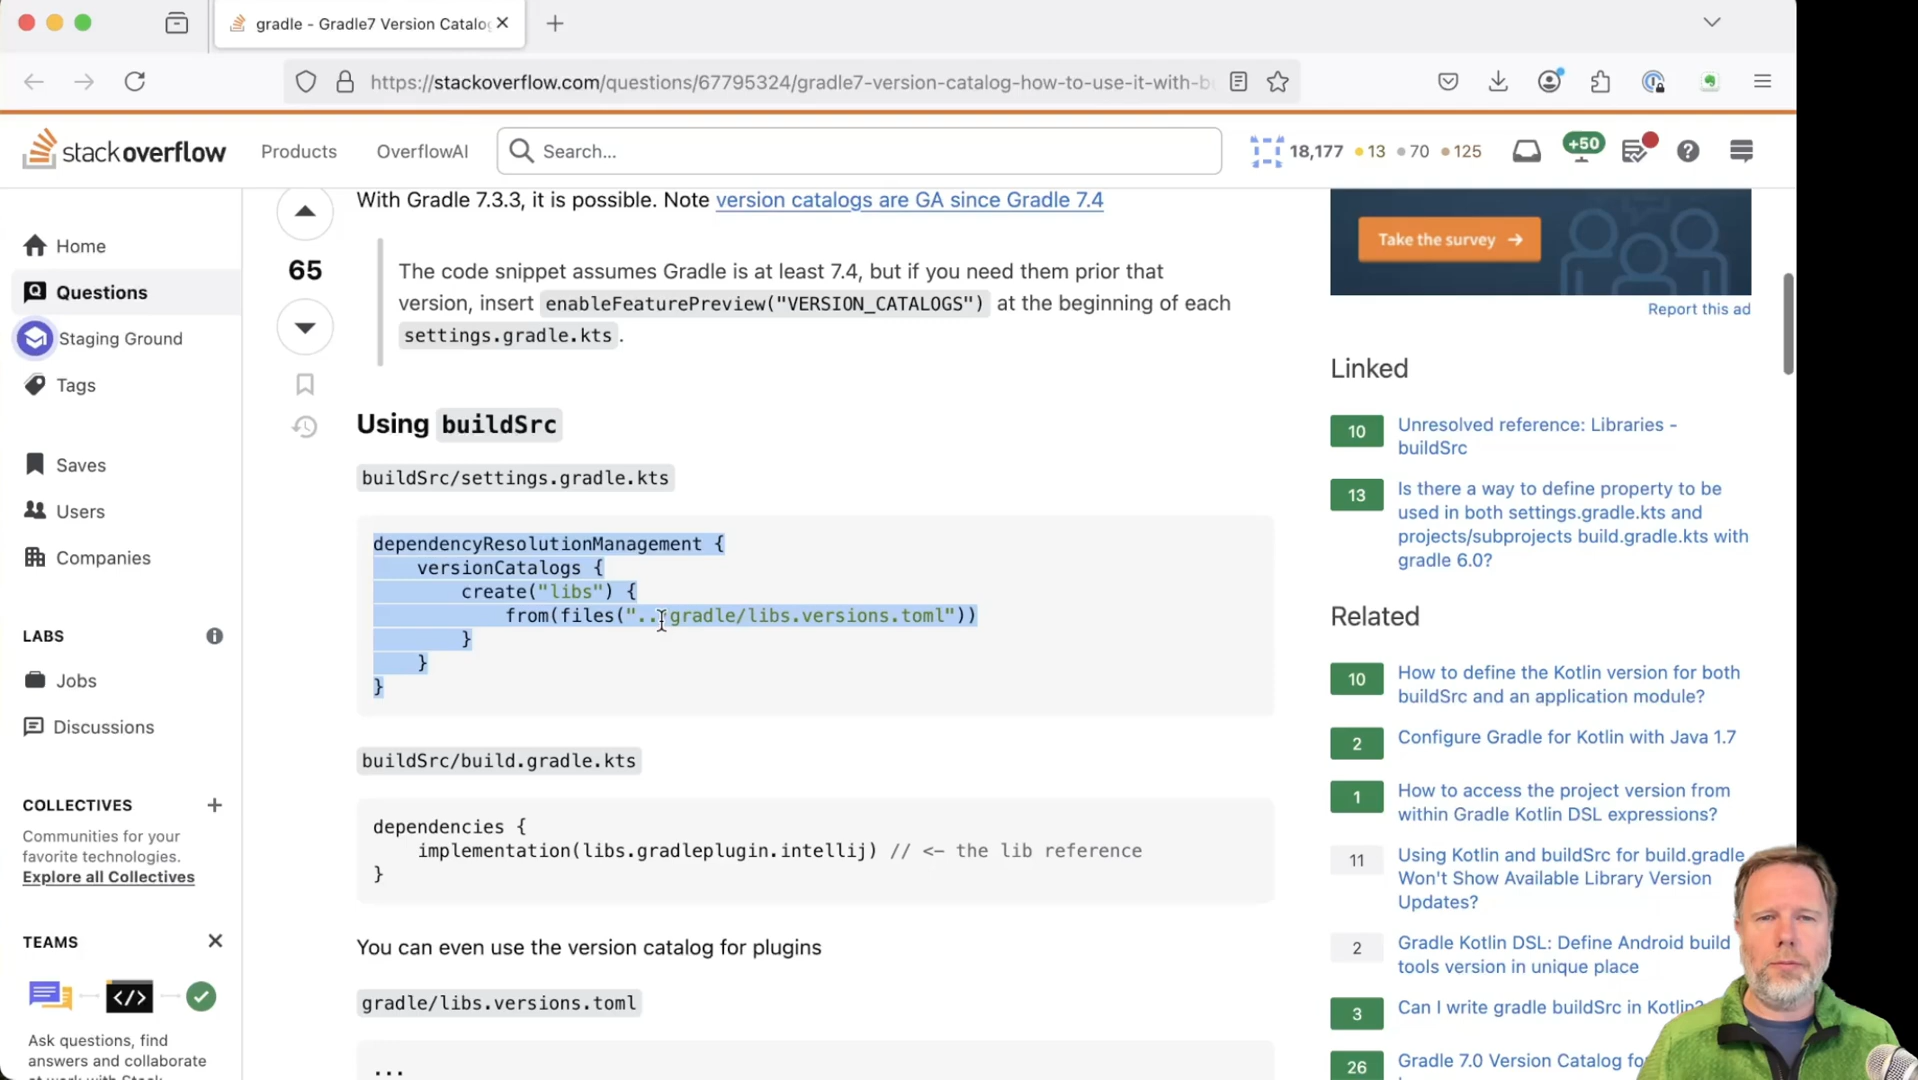 gradle - Gradle7 Version Catalo
https://stackoverflow.com/questions/67795324/gradle7-version-catalog-how-to-use-it-with-b
stackoverflow
Products
OverflowAI
Search...
18,177 13 70 125
+50
Home
Questions
Staging Ground
Tags
Saves
Users
Companies
LABS
Jobs
Discussions
COLLECTIVES
Communities for your
favorite technologies.
Explore all Collectives
TEAMS
Ask questions, find
answers and collaborate
With Gradle 7.3.3, it is possible. Note version catalogs are GA since Gradle 7.4
65
The code snippet assumes Gradle is at least 7.4, but if you need them prior that
version, insert enableFeaturePreview("VERSION_CATALOGS") at the beginning of each
settings.gradle.kts.
Using buildSrc
buildSrc/settings.gradle.kts
dependencyResolutionManagement {
versionCatalogs {
create("libs") {
from(files("../gradle/libs.versions.toml"))
}
}
}
buildSrc/build.gradle.kts
dependencies {
implementation(libs.gradleplugin.intellij) // <- the lib reference
}
You can even use the version catalog for plugins
gradle/libs.versions.toml
...
Take the survey →
Report this ad
Linked
10 Unresolved reference: Libraries -
buildSrc
13 Is there a way to define property to be
used in both settings.gradle.kts and
projects/subprojects build.gradle.kts with
gradle 6.0?
Related
10 How to define the Kotlin version for both
buildSrc and an application module?
2 Configure Gradle for Kotlin with Java 1.7
1 How to access the project version from
within Gradle Kotlin DSL expressions?
11 Using Kotlin and buildSrc for build.gradle
Won't Show Available Library Version
Updates?
2 Gradle Kotlin DSL: Define Android build
tools version in unique place
3 Can I write gradle buildSrc in Kotlin?
26 Gradle 7.0 Version Catalog